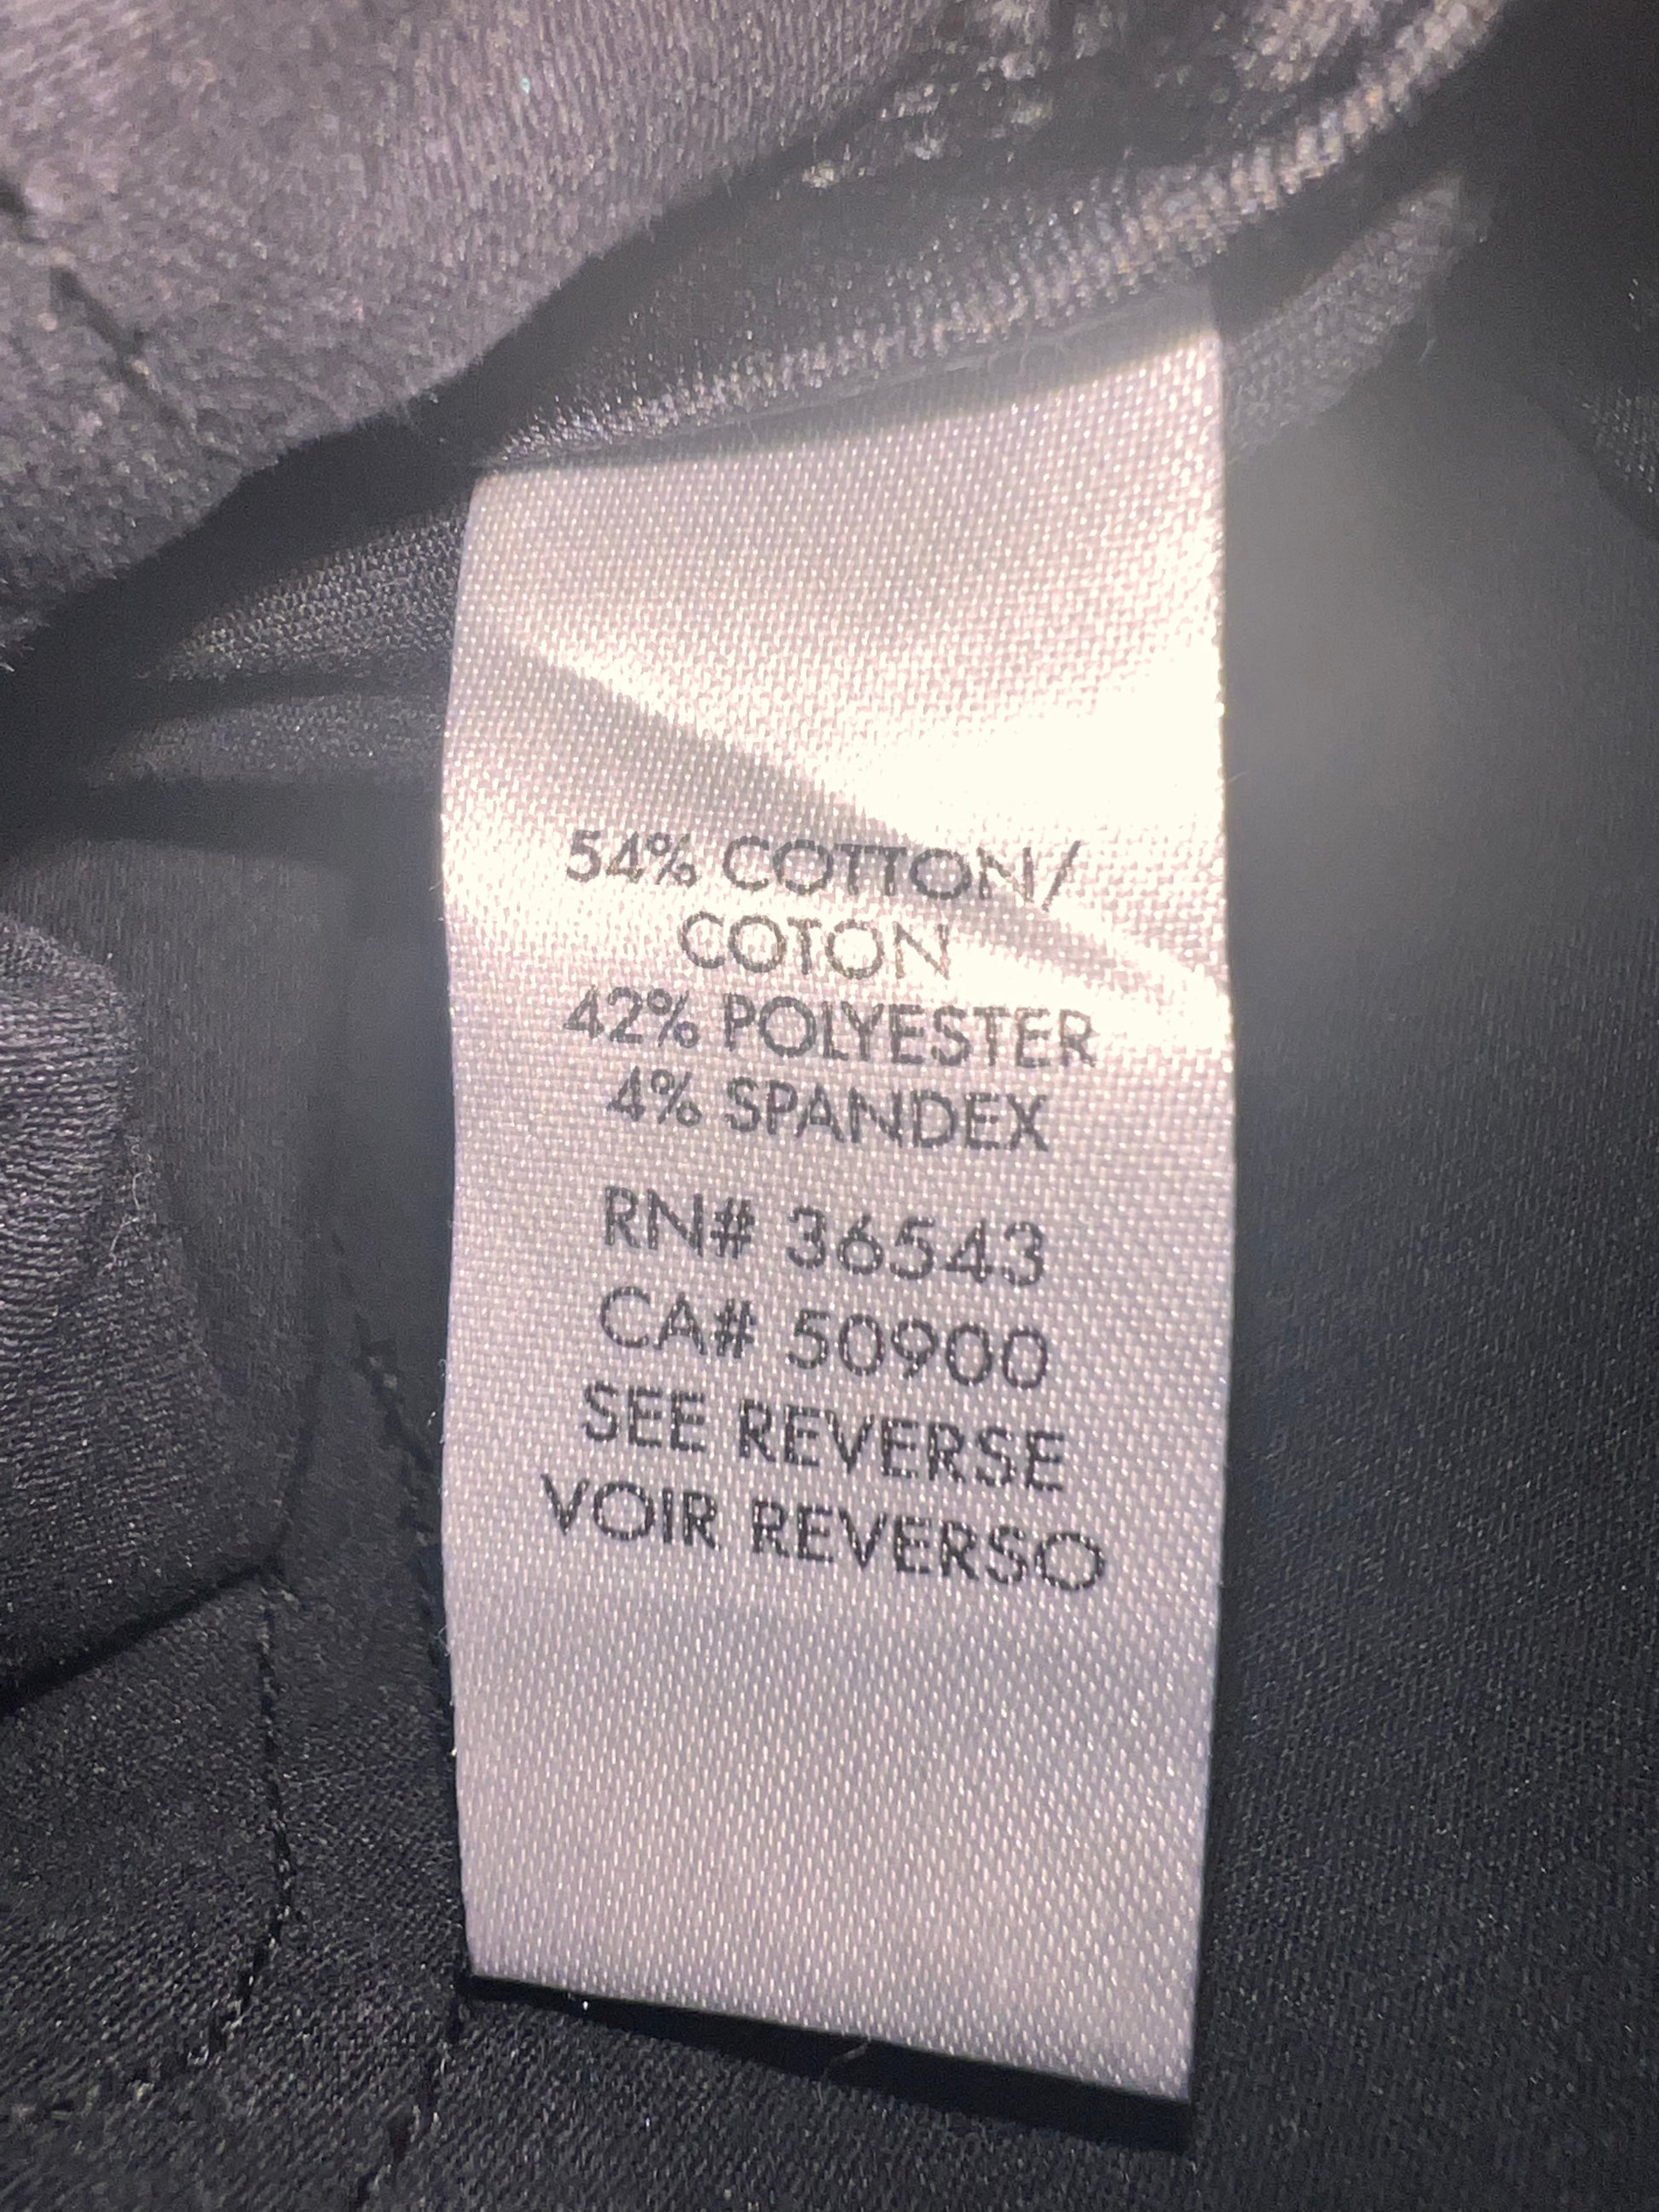 54% COTTON/
COTON
42% POLYESTER
4% SPANDEX
RN# 36543
CA# 50900
SEE REVERSE
VOIR REVERSO